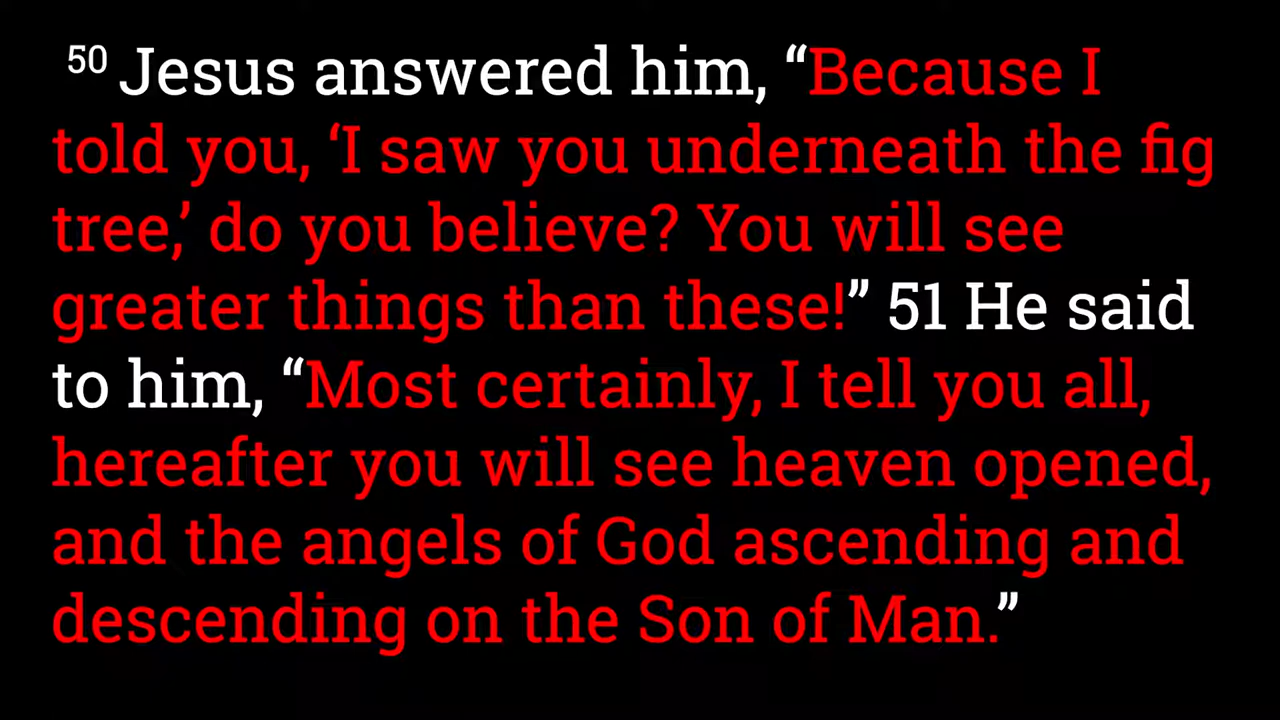 50 Jesus answered him, “Because I
told you, ‘I saw you underneath the fig
tree,’ do you believe? You will see
greater things than these!” 51 He said
to him, “Most certainly, I tell you all,
hereafter you will see heaven opened,
and the angels of God ascending and
descending on the Son of Man.”